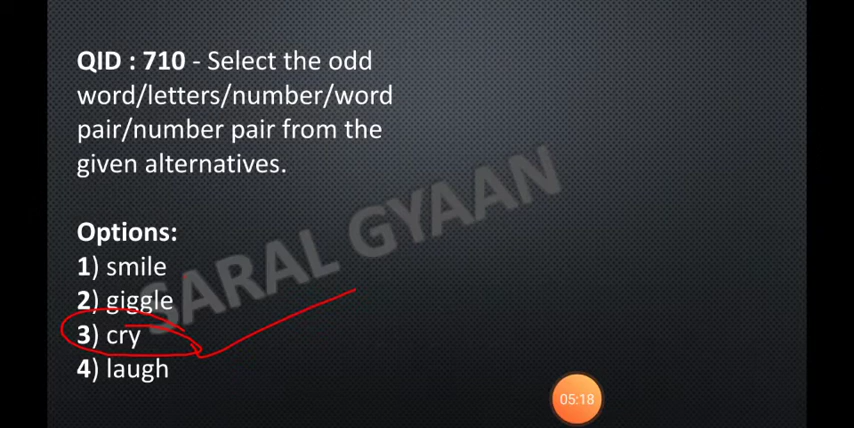 QID : 710 - Select the odd
word/letters/number/word
pair/number pair from the
given alternatives.
SARAL GYAAN
Options:
1) smile
2) giggle
3) cry
4) laugh
05:18